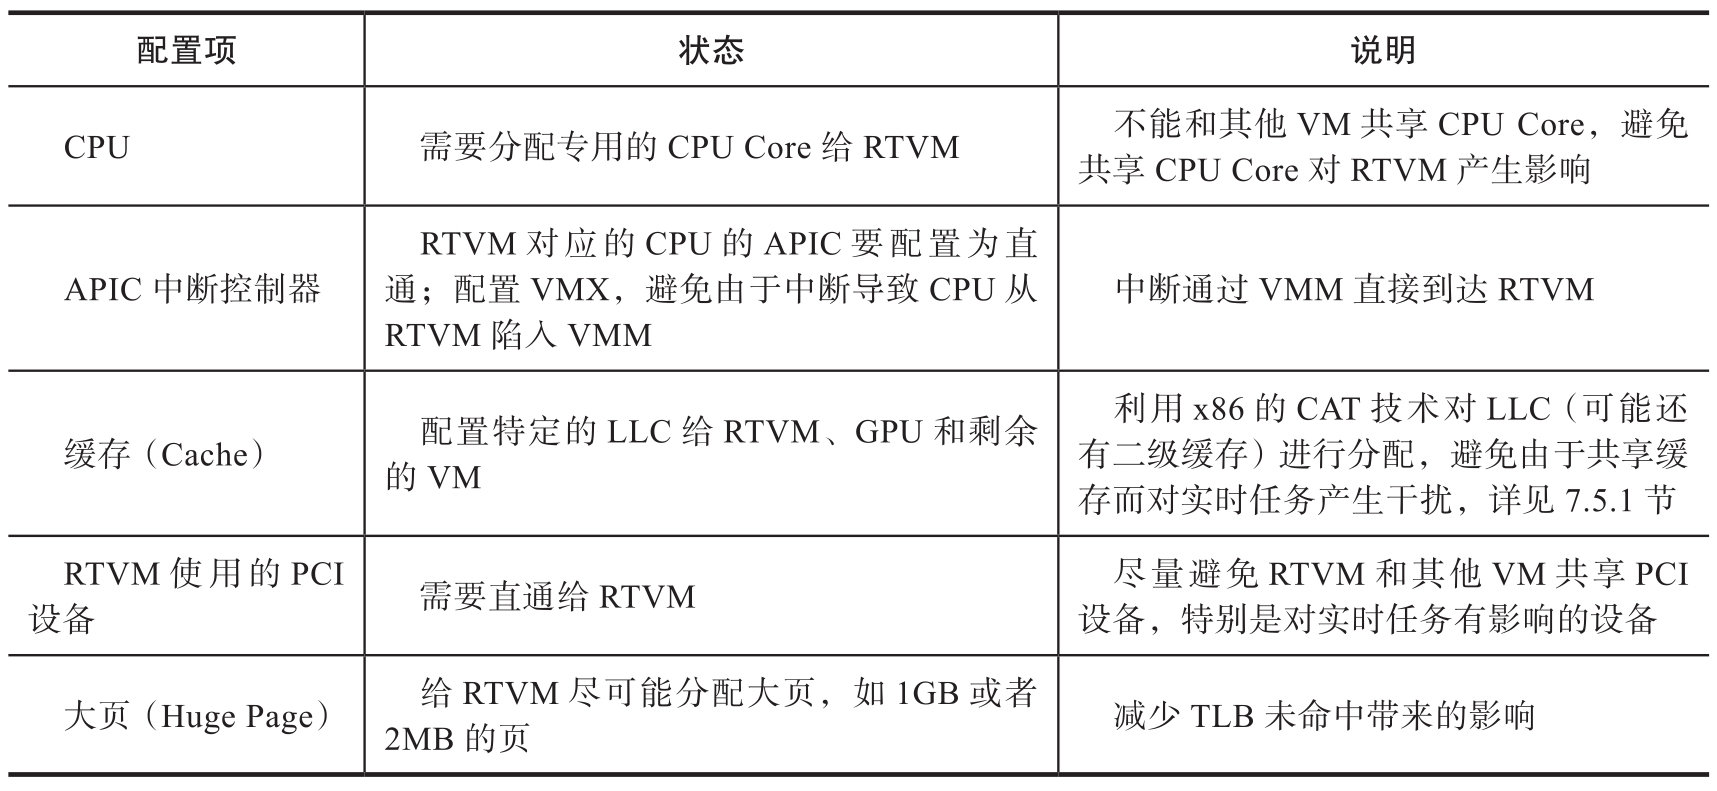 配置项 状态 说明
CPU 需要分配专用的 CPU Core 给 RTVM 不能和其他 VM 共享 CPU Core，避免
共享 CPU Core 对 RTVM 产生影响
APIC 中断控制器 RTVM 对应的 CPU 的 APIC 要配置为直
通；配置 VMX，避免由于中断导致 CPU 从
RTVM 陷入 VMM
中断通过 VMM 直接到达 RTVM
缓存（Cache） 配置特定的 LLC 给 RTVM、GPU 和剩余
的 VM
利用 x86 的 CAT 技术对 LLC（可能还
有二级缓存）进行分配，避免由于共享缓
存而对实时任务产生干扰，详见 7.5.1 节
RTVM 使用的 PCI
设备
需要直通给 RTVM
尽量避免 RTVM 和其他 VM 共享 PCI
设备，特别是对实时任务有影响的设备
大页（Huge Page） 给 RTVM 尽可能分配大页，如 1GB 或者
2MB 的页
减少 TLB 未命中带来的影响